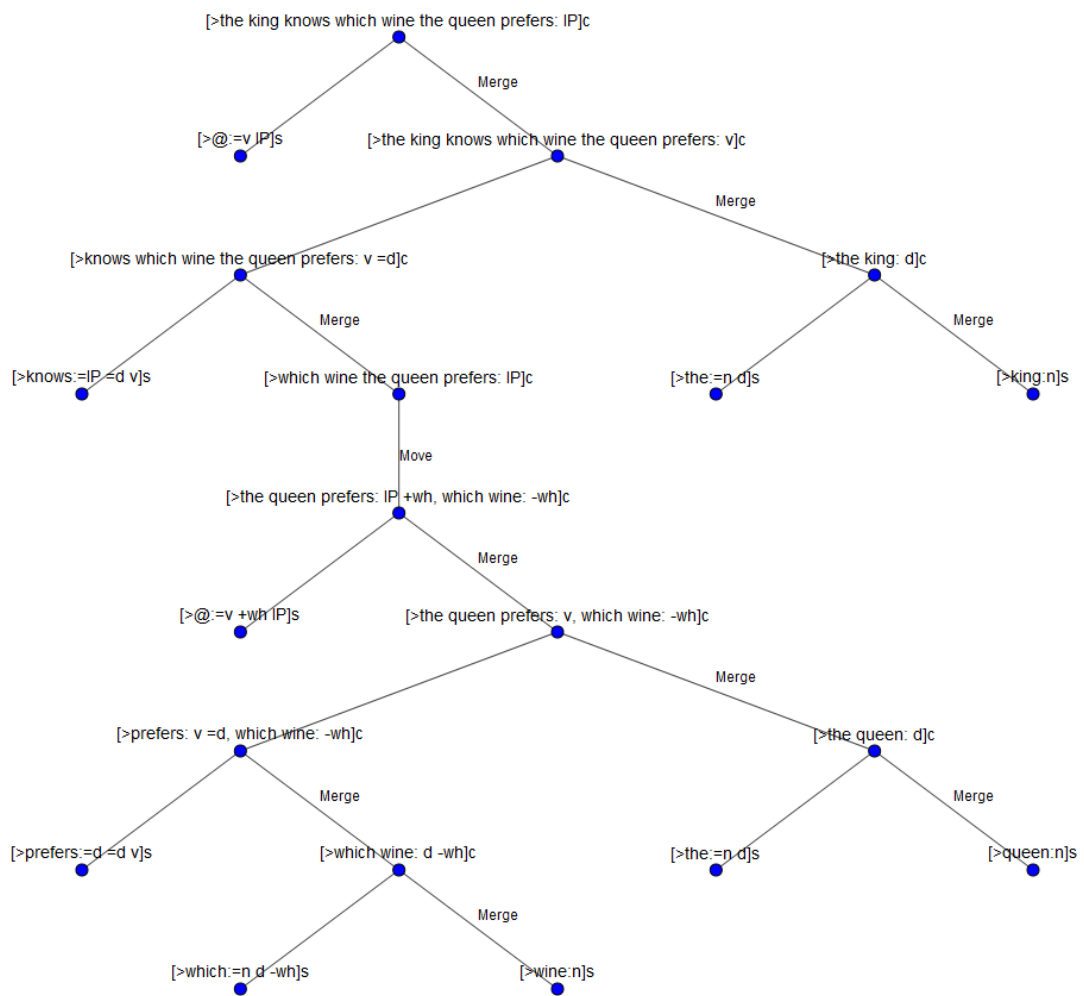 [>the king knows which wine the queen prefers: IP]c
Merge
[>@:=v IP]s
[>the king knows which wine the queen prefers: v]c
Merge
[>knows which wine the queen prefers: v =d]c
[>the king: d]c
Merge
Merge
[>knows:=IP =d v]s
[>which wine the queen prefers: IP]c
[>the:=n d]s
[>king:n]s
Move
[>the queen prefers: IP +wh, which wine: -wh]c
Merge
[>@:=v +wh IP]s
[>the queen prefers: v, which wine: -wh]c
Merge
[>prefers: v =d, which wine: -wh]c
[>the queen: d]c
Merge
Merge
[>prefers:=d =d v]s
[>which wine: d -wh]c
[>the:=n d]s
[>queen:n]s
Merge
[>which:=n d -wh]s
[>wine:n]s